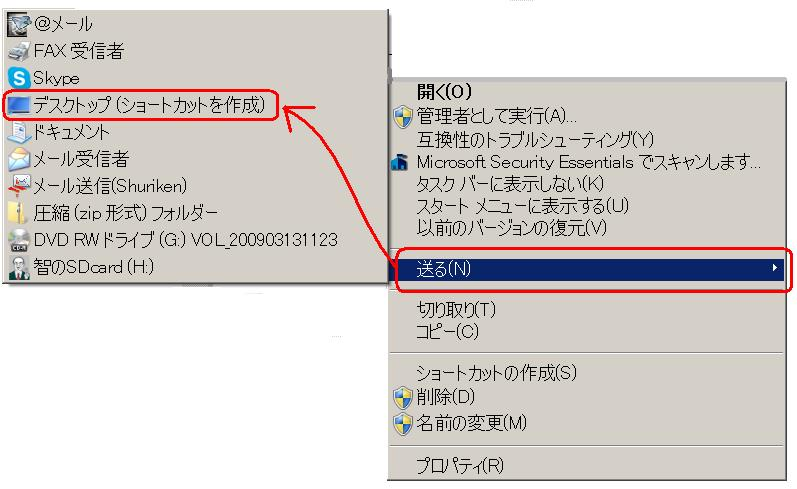 @メール
FAX 受信者
Skype
デスクトップ (ショートカットを作成)
ドキュメント
メール受信者
メール送信(Shuriken)
圧縮 (zip 形式) フォルダー
DVD RW ドライブ (G:) VOL_200903131123
智のSDcard (H:)
開く(O)
管理者として実行(A)...
互換性のトラブルシューティング(Y)
Microsoft Security Essentials でスキャンします...
タスク バーに表示しない(K)
スタート メニューに表示する(U)
以前のバージョンの復元(V)
送る(N)
切り取り(T)
コピー(C)
ショートカットの作成(S)
削除(D)
名前の変更(M)
プロパティ(R)